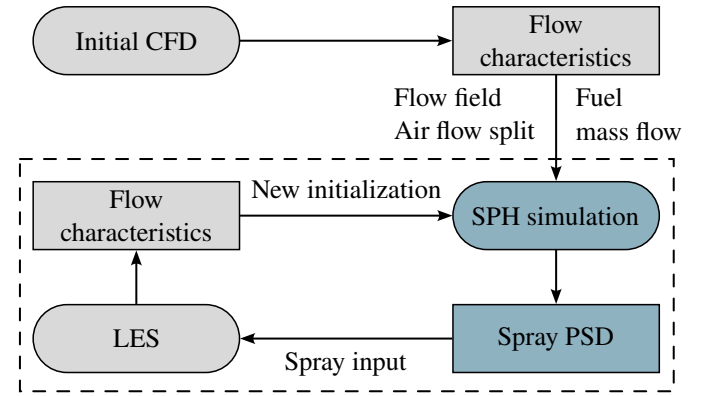 Initial CFD
Flow
characteristics
Flow field
Air flow split
Fuel
mass flow
Flow
characteristics
New initialization
SPH simulation
LES
Spray input
Spray PSD